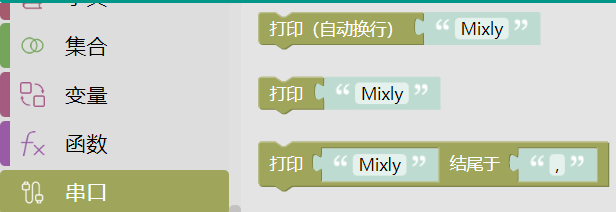 集合
变量
函数
串口
打印（自动换行） “ Mixly ”
打印 “ Mixly ”
打印 “ Mixly ” 结尾于 “ , ”